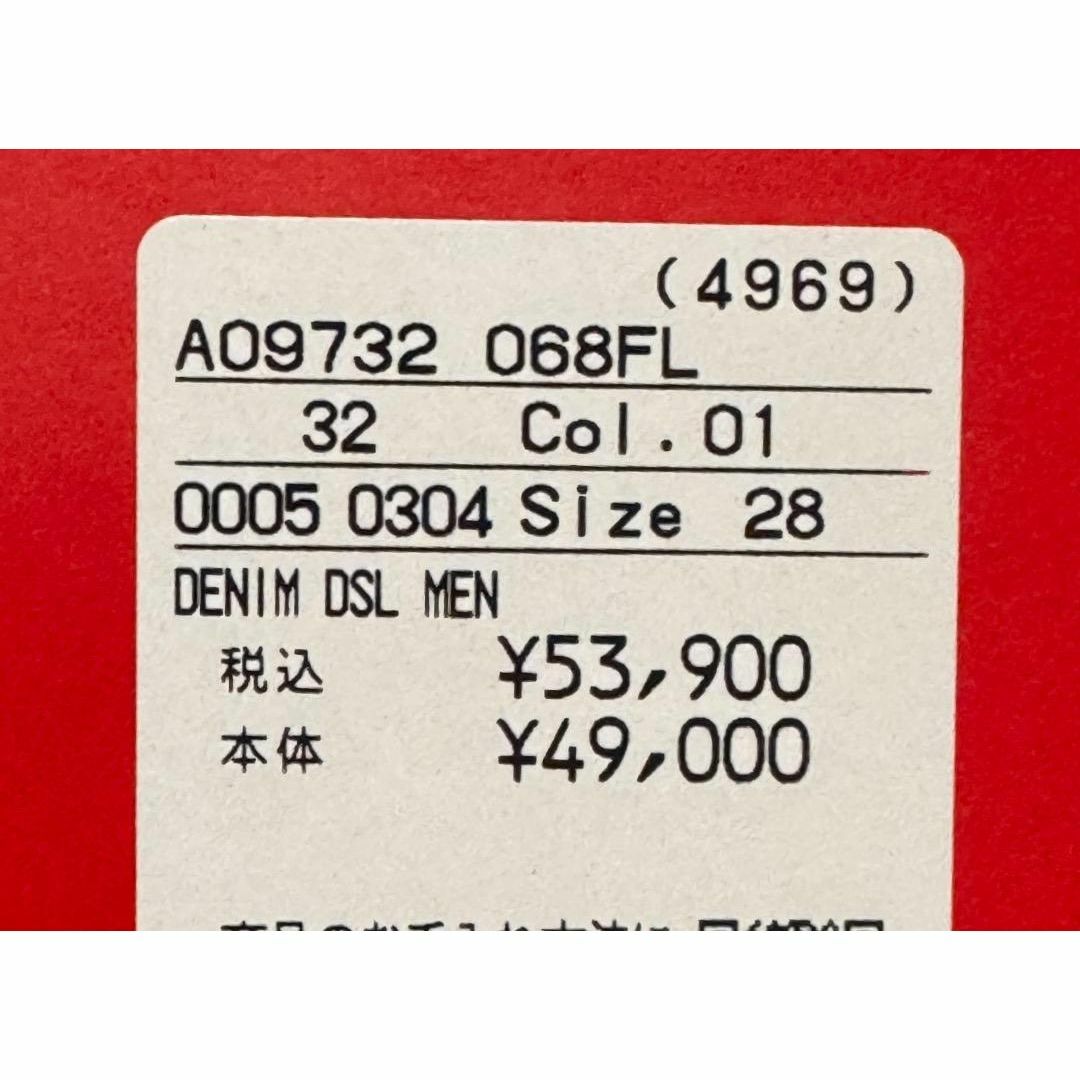 (4969)
A09732 068FL
32 Col.01
0005 0304 Size 28
DENIM DSL MEN
税込 ¥53,900
本体 ¥49,000